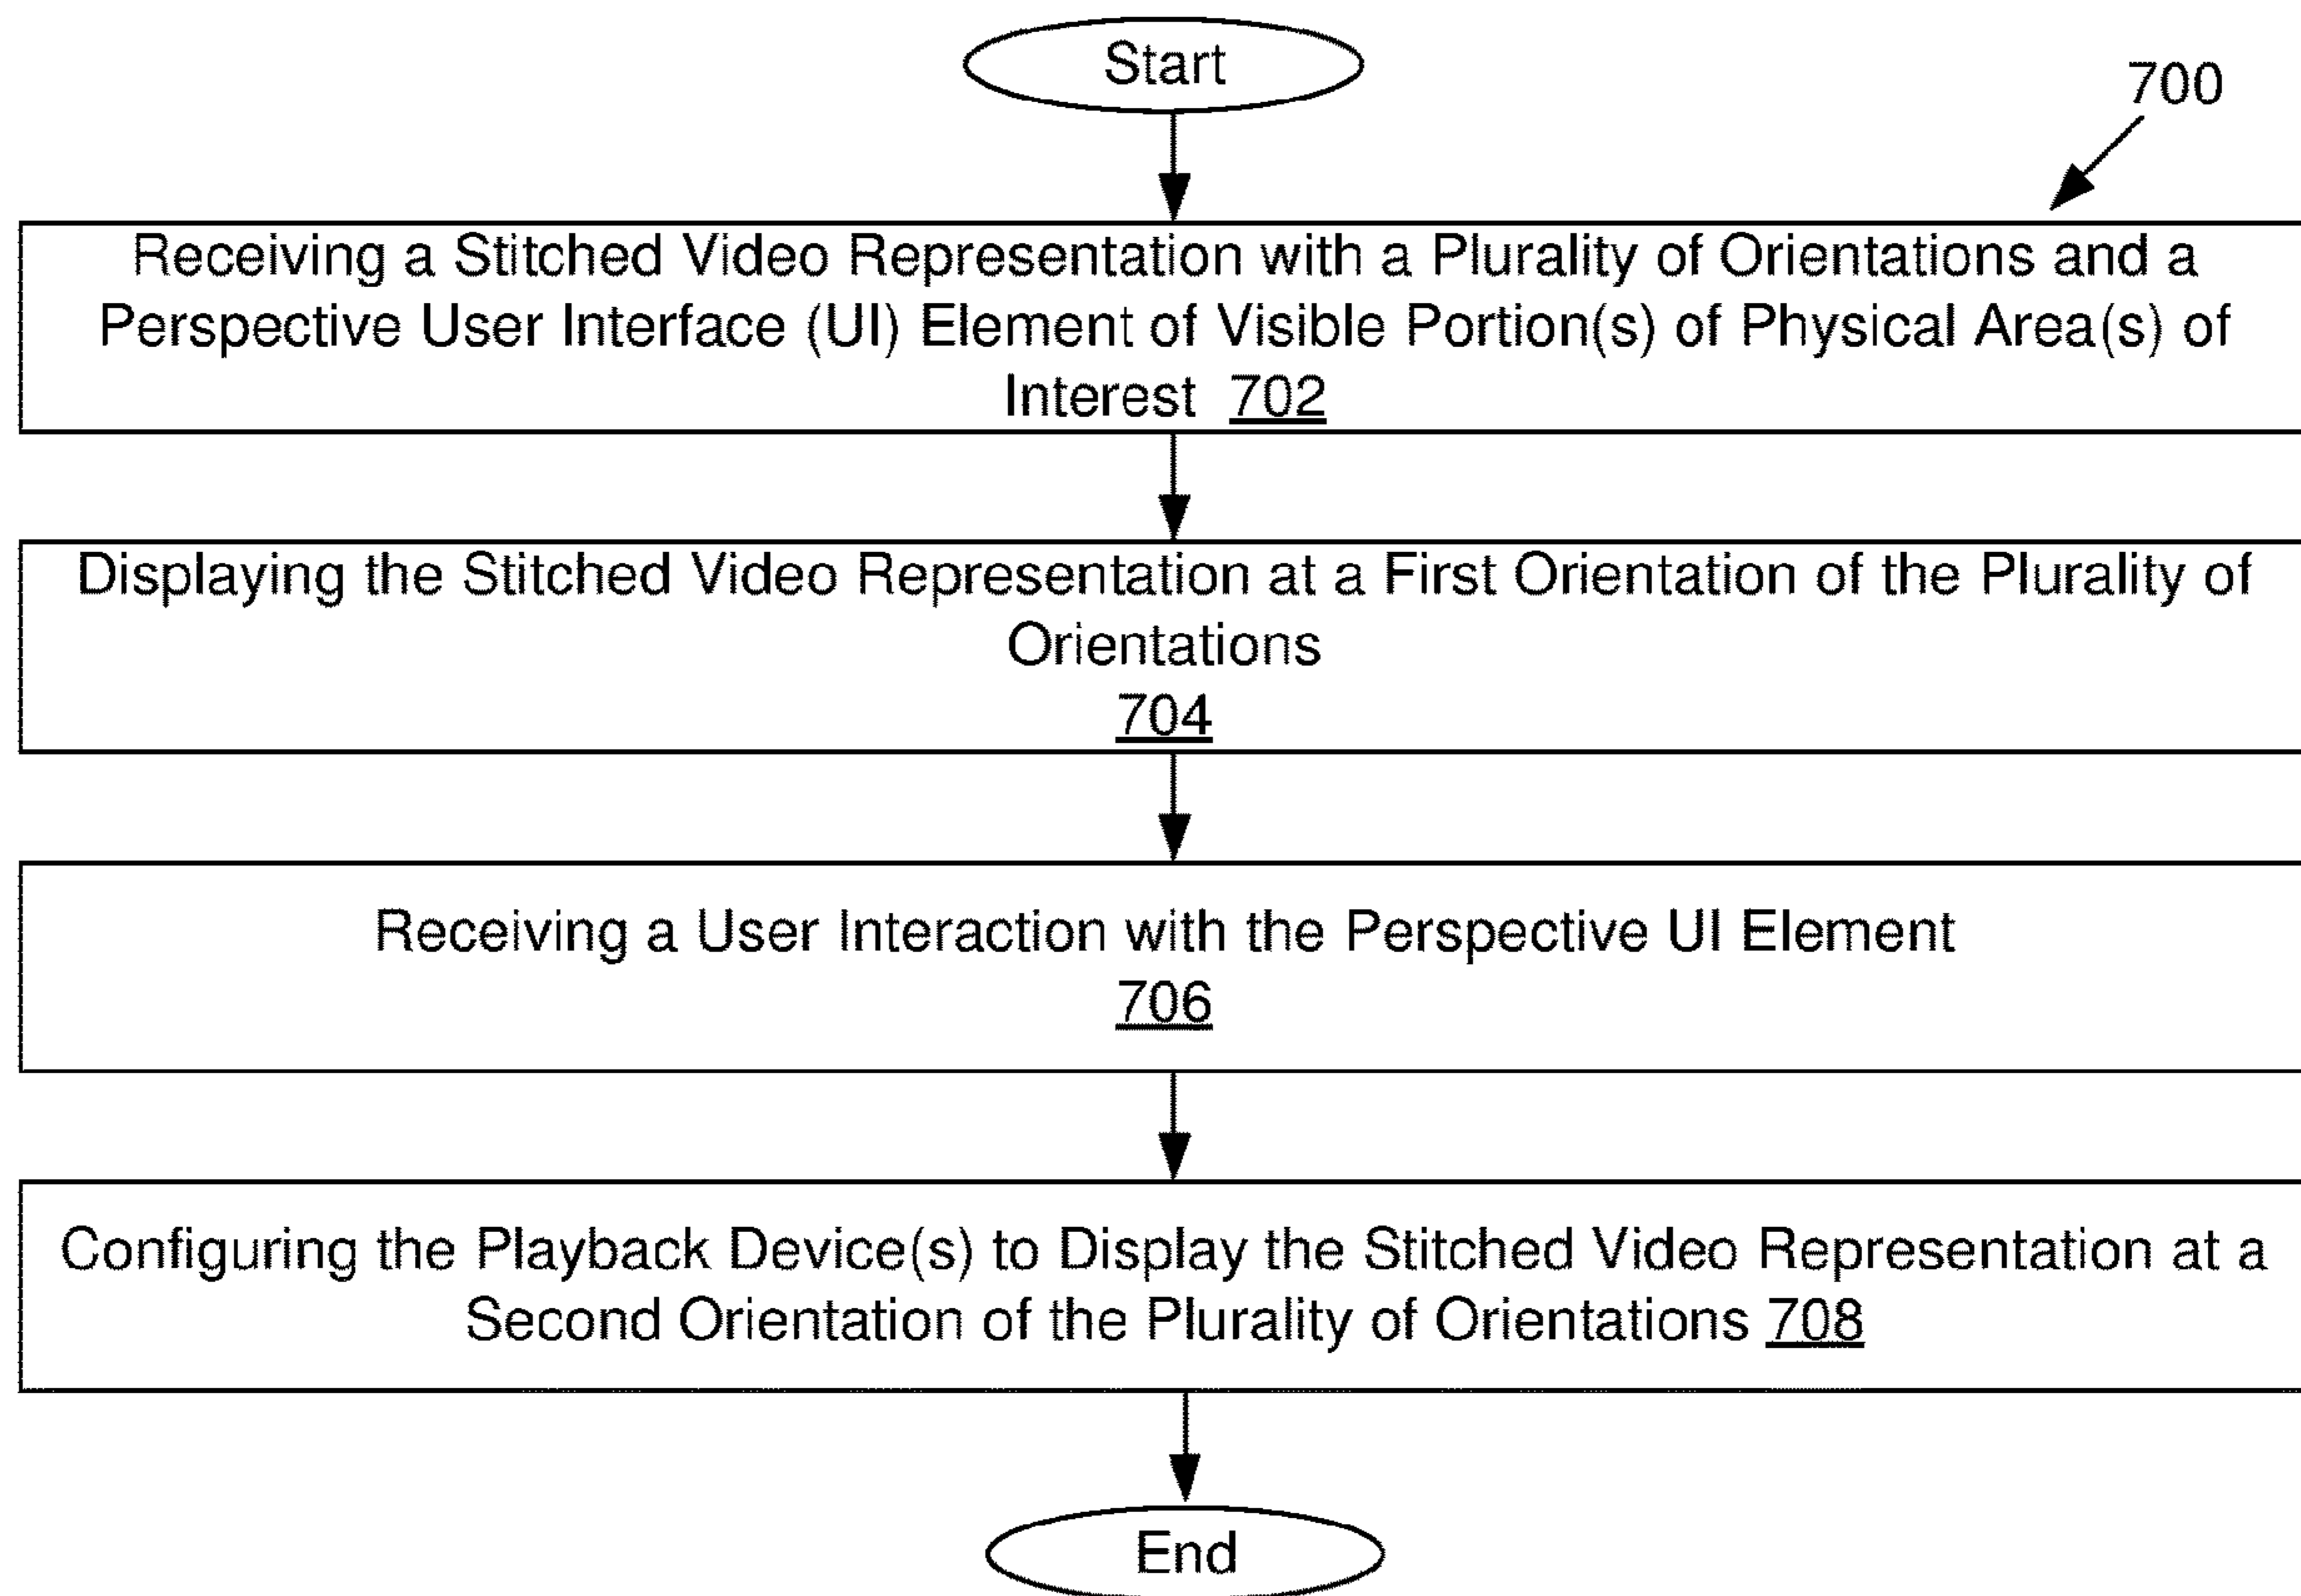 Start
700
Receiving a Stitched Video Representation with a Plurality of Orientations and a
Perspective User Interface (UI) Element of Visible Portion(s) of Physical Area(s) of
Interest 702
Displaying the Stitched Video Representation at a First Orientation of the Plurality of
Orientations
704
Receiving a User Interaction with the Perspective UI Element
706
Configuring the Playback Device(s) to Display the Stitched Video Representation at a
Second Orientation of the Plurality of Orientations 708
End